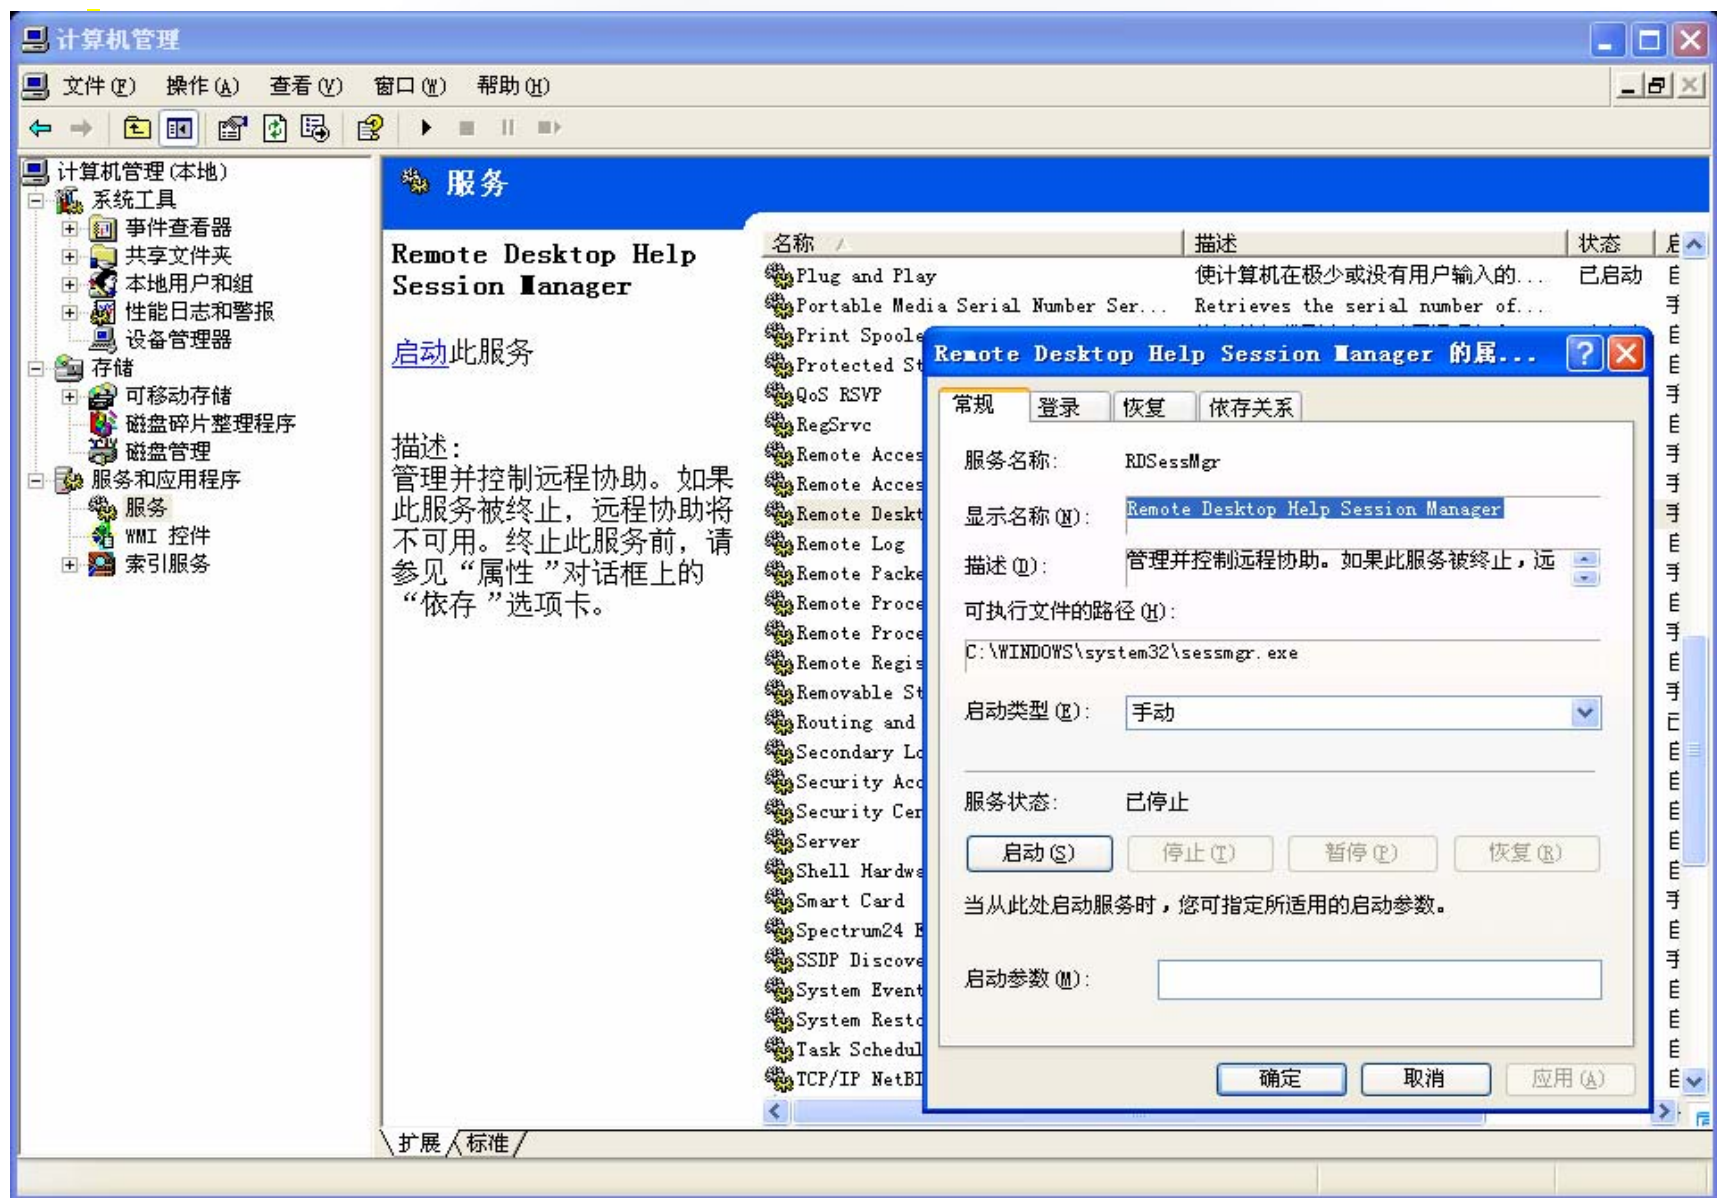 计算机管理
文件(F) 操作(A) 查看(V) 窗口(W) 帮助(H)
计算机管理(本地)
系统工具
事件查看器
共享文件夹
本地用户和组
性能日志和警报
设备管理器
存储
可移动存储
磁盘碎片整理程序
磁盘管理
服务和应用程序
服务
WMI 控件
索引服务
服务
Remote Desktop Help
Session Manager
启动此服务
描述:
管理并控制远程协助。如果
此服务被终止，远程协助将
不可用。终止此服务前，请
参见“属性 ”对话框上的
“依存 ”选项卡。
名称 描述 状态
Plug and Play 使计算机在极少或没有用户输入的... 已启动
Portable Media Serial Number Ser... Retrieves the serial number of... 手
Print Spoole
Protected St
QoS RSVP 手
RegSrvc
Remote Acces 手
Remote Acces 手
Remote Deskt 手
Remote Log
Remote Packe 手
Remote Proce
Remote Proce 手
Remote Regis
Removable St 手
Routing and
Secondary Lo
Security Acc
Security Cen
Server
Shell Hardwa
Smart Card 手
Spectrum24 E
SSDP Discove 手
System Event
System Resto
Task Schedul
TCP/IP NetBI
Remote Desktop Help Session Manager 的属...
常规 登录 恢复 依存关系
服务名称: RDSessMgr
显示名称(N): Remote Desktop Help Session Manager
描述(D): 管理并控制远程协助。如果此服务被终止，远
可执行文件的路径(H):
C:\WINDOWS\system32\sessmgr.exe
启动类型(E): 手动
服务状态: 已停止
启动(S) 停止(T) 暂停(P) 恢复(R)
当从此处启动服务时，您可指定所适用的启动参数。
启动参数(M):
确定 取消 应用(A)
扩展 标准